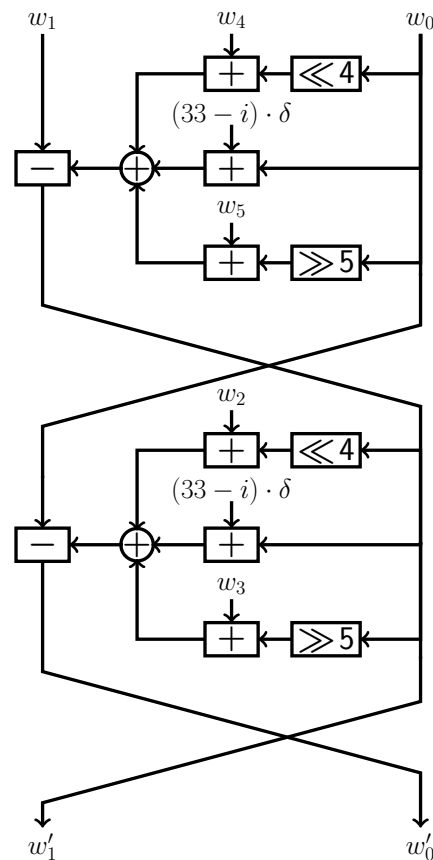 w₁ w₄ w₀
+ ≪ 4
(33 − i) · δ
− + +
w₅
+ ≫ 5
w₂
+ ≪ 4
(33 − i) · δ
− + +
w₃
+ ≫ 5
w′₁ w′₀